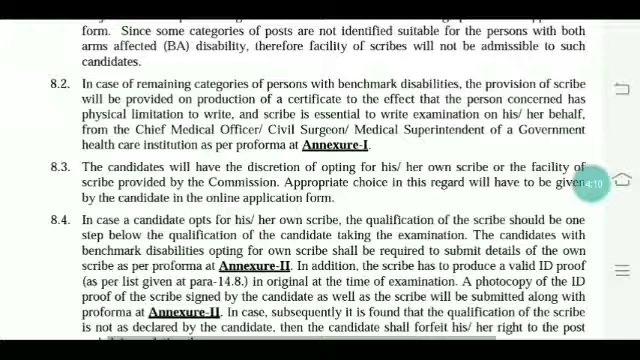 form. Since some categories of posts are not identified suitable for the persons with both
arms affected (BA) disability, therefore facility of scribes will not be admissible to such
candidates.
8.2. In case of remaining categories of persons with benchmark disabilities, the provision of scribe
will be provided on production of a certificate to the effect that the person concerned has
physical limitation to write, and scribe is essential to write examination on his/ her behalf,
from the Chief Medical Officer/ Civil Surgeon/ Medical Superintendent of a Government
health care institution as per proforma at Annexure-I.
8.3. The candidates will have the discretion of opting for his/ her own scribe or the facility of
scribe provided by the Commission. Appropriate choice in this regard will have to be given
by the candidate in the online application form.
4:10
8.4. In case a candidate opts for his/ her own scribe, the qualification of the scribe should be one
step below the qualification of the candidate taking the examination. The candidates with
benchmark disabilities opting for own scribe shall be required to submit details of the own
scribe as per proforma at Annexure-II. In addition, the scribe has to produce a valid ID proof
(as per list given at para-14.8.) in original at the time of examination. A photocopy of the ID
proof of the scribe signed by the candidate as well as the scribe will be submitted along with
proforma at Annexure-II. In case, subsequently it is found that the qualification of the scribe
is not as declared by the candidate, then the candidate shall forfeit his/ her right to the post